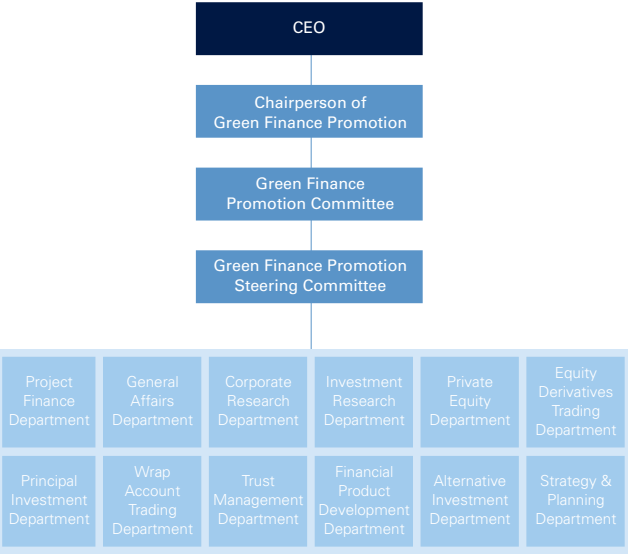 CEO
Chairperson of
Green Finance Promotion
Green Finance
Promotion Committee
Green Finance Promotion
Steering Committee
Project
Finance
Department
General
Affairs
Department
Corporate
Research
Department
Investment
Research
Department
Private
Equity
Department
Equity
Derivatives
Trading
Department
Principal
Investment
Department
Wrap
Account
Trading
Department
Trust
Management
Department
Financial
Product
Development
Department
Alternative
Investment
Department
Strategy &
Planning
Department